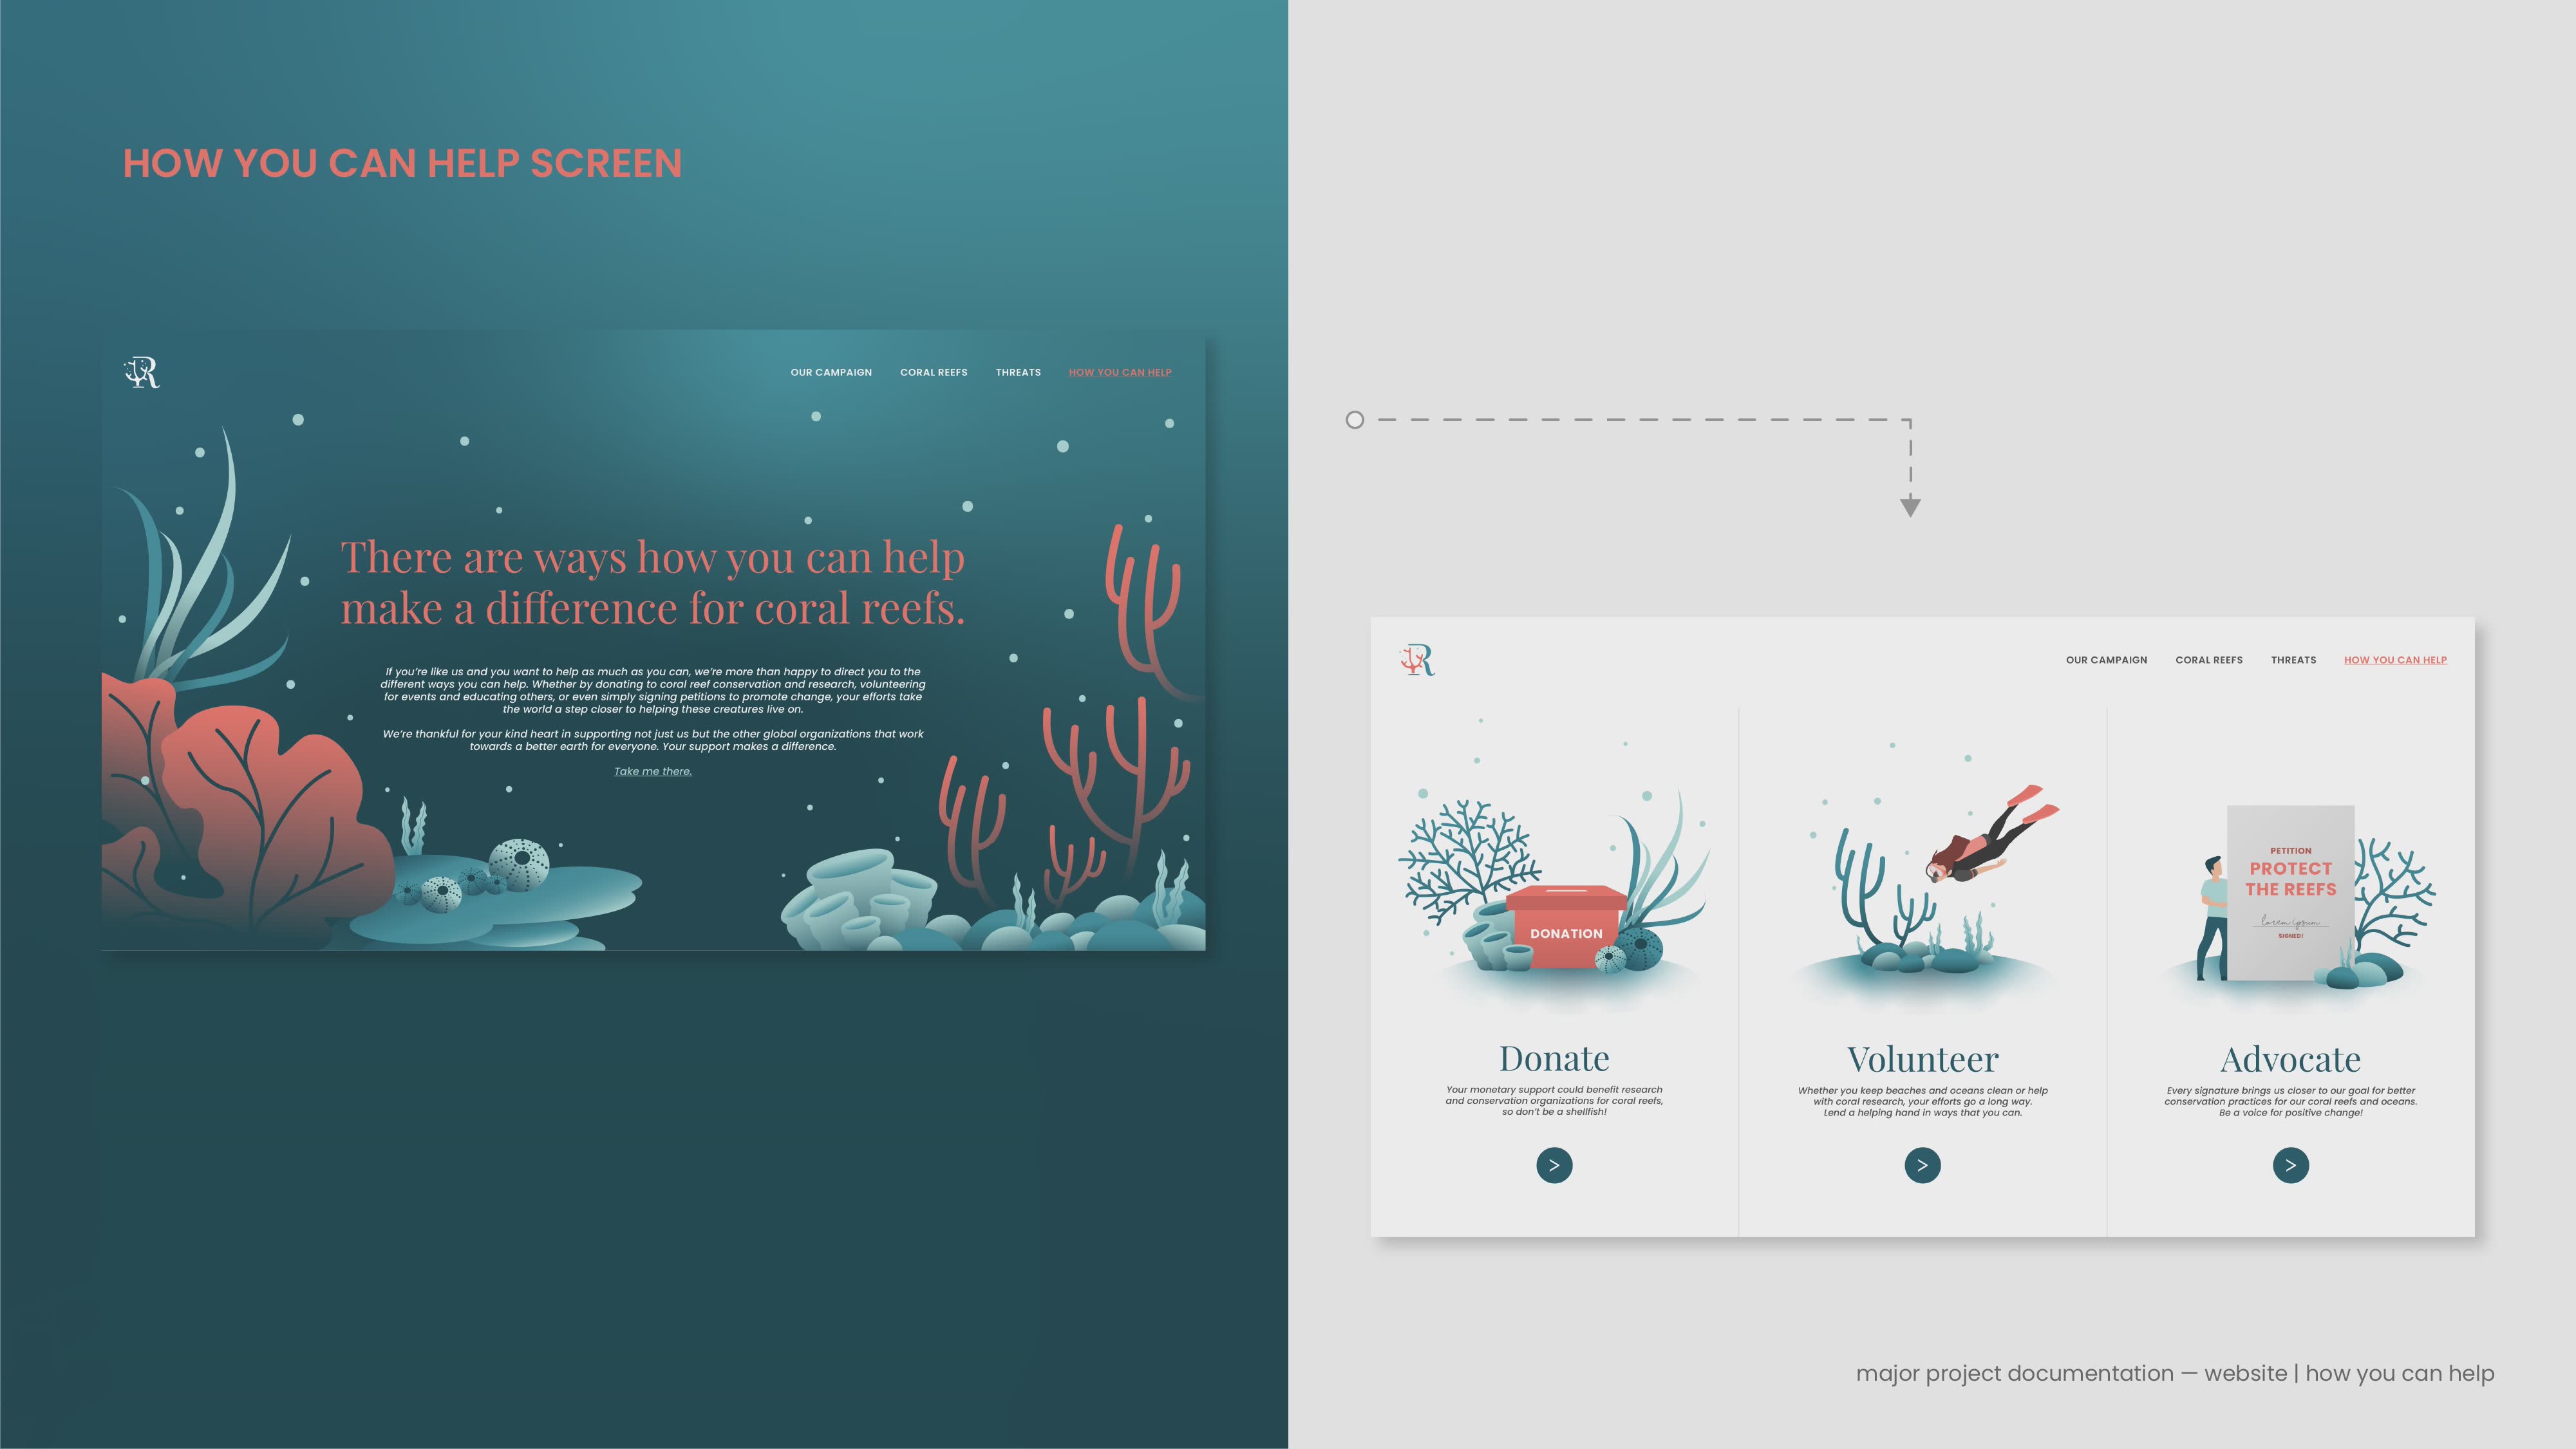 HOW YOU CAN HELP SCREEN
R
OUR CAMPAIGN CORAL REEFS THREATS HOW YOU CAN HELP
There are ways how you can help
make a difference for coral reefs.
If you're like us and you want to help as much as you can, we're more than happy to direct you to the
different ways you can help. Whether by donating to coral reef conservation and research, volunteering
for events and educating others, or even simply signing petitions to promote change, your efforts take
the world a step closer to helping these creatures live on.
We're thankful for your kind heart in supporting not just us but the other global organizations that work
towards a better earth for everyone. Your support makes a difference.
Take me there.
R
OUR CAMPAIGN CORAL REEFS THREATS HOW YOU CAN HELP
DONATION
Donate
Your monetary support could benefit research
and conservation organizations for coral reefs,
so don't be a shellfish!
>
Volunteer
Whether you keep beaches and oceans clean or help
with coral research, your efforts go a long way.
Lend a helping hand in ways that you can.
>
PETITION
PROTECT
THE REEFS
lorem ipsum
SIGNED!
Advocate
Every signature brings us closer to our goal for better
conservation practices for our coral reefs and oceans.
Be a voice for positive change!
>
major project documentation — website | how you can help